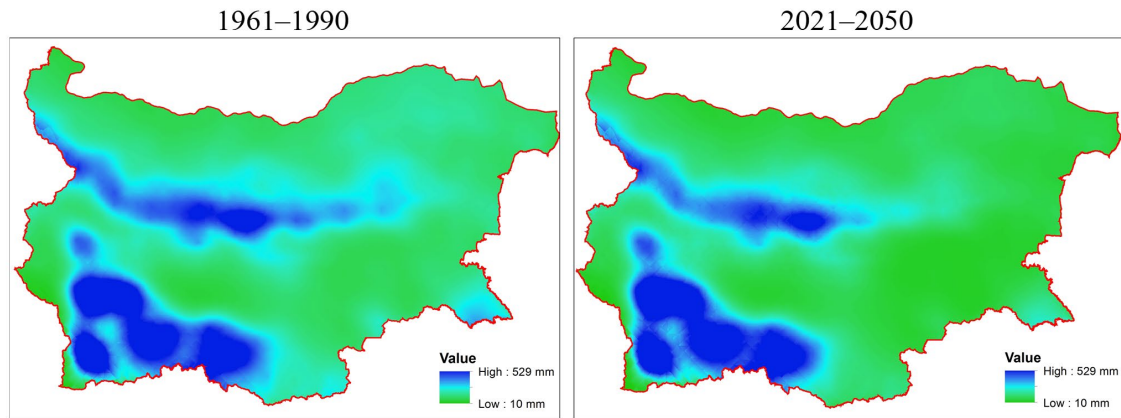 1961–1990
2021–2050
Value
High : 529 mm
Low : 10 mm
Value
High : 529 mm
Low : 10 mm